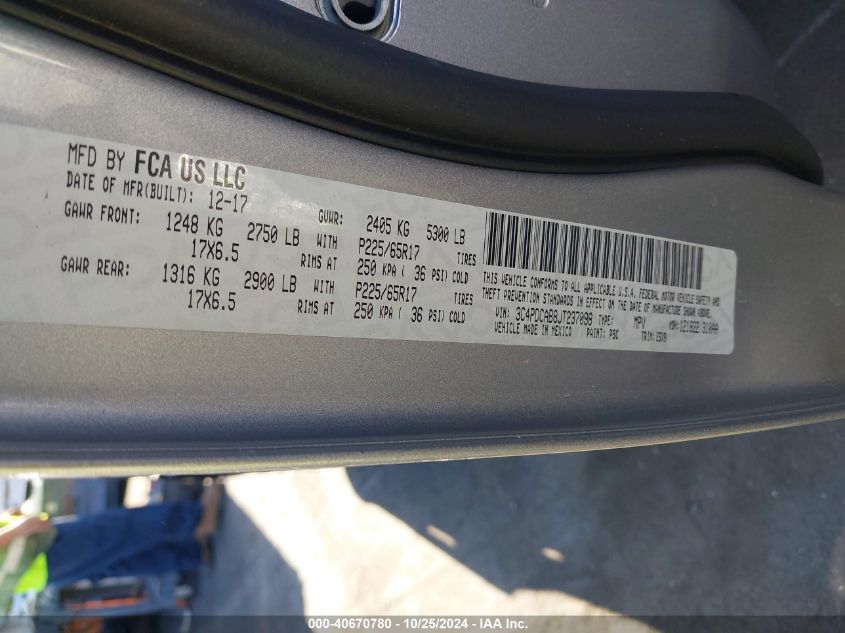 MFD BY FCA US LLC
DATE OF MFR(BUILT): 12-17 GVWR: 2405 KG 5300 LB
GAWR FRONT: 1248 KG 2750 LB WITH P225/65R17 TIRES
17X6.5 RIMS AT 250 KPA ( 36 PSI) COLD
GAWR REAR: 1316 KG 2900 LB WITH P225/65R17 TIRES
17X6.5 RIMS AT 250 KPA ( 36 PSI) COLD
THIS VEHICLE CONFORMS TO ALL APPLICABLE U.S.A. FEDERAL MOTOR VEHICLE SAFETY AND
THEFT PREVENTION STANDARDS IN EFFECT ON THE DATE OF MANUFACTURE SHOWN ABOVE.
VIN: 3C4PDCAB8JT237098 TYPE: MPV MDH: 121822 310AA
VEHICLE MADE IN MEXICO PAINT: PSC TRIM:
000-40670780 - 10/25/2024 - IAA Inc.